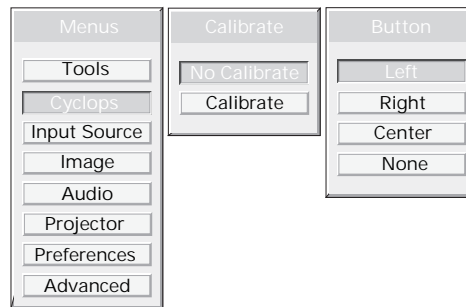 Menus
Tools
Cyclops
Input Source
Image
Audio
Projector
Preferences
Advanced
Calibrate
No Calibrate
Calibrate
Button
Left
Right
Center
None